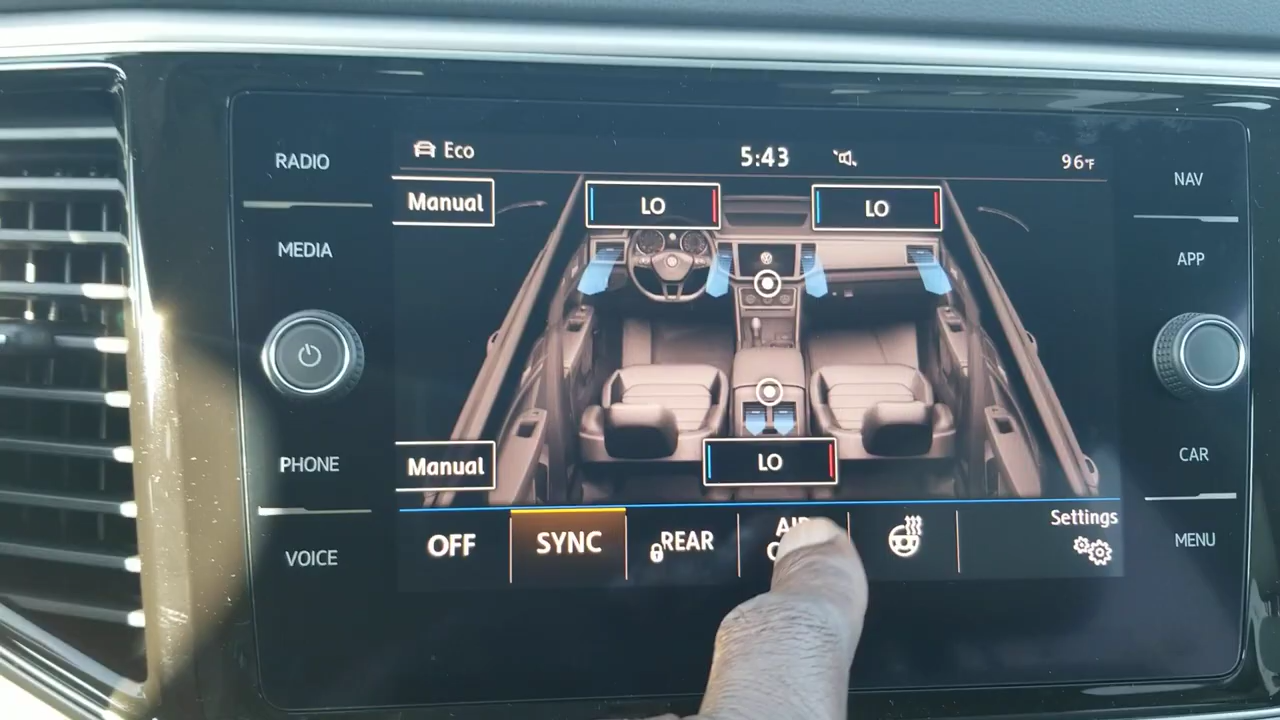 RADIO
MEDIA
PHONE
VOICE
Eco
5:43
96°F
Manual
LO
LO
Manual
LO
OFF
SYNC
REAR
Settings
NAV
APP
CAR
MENU